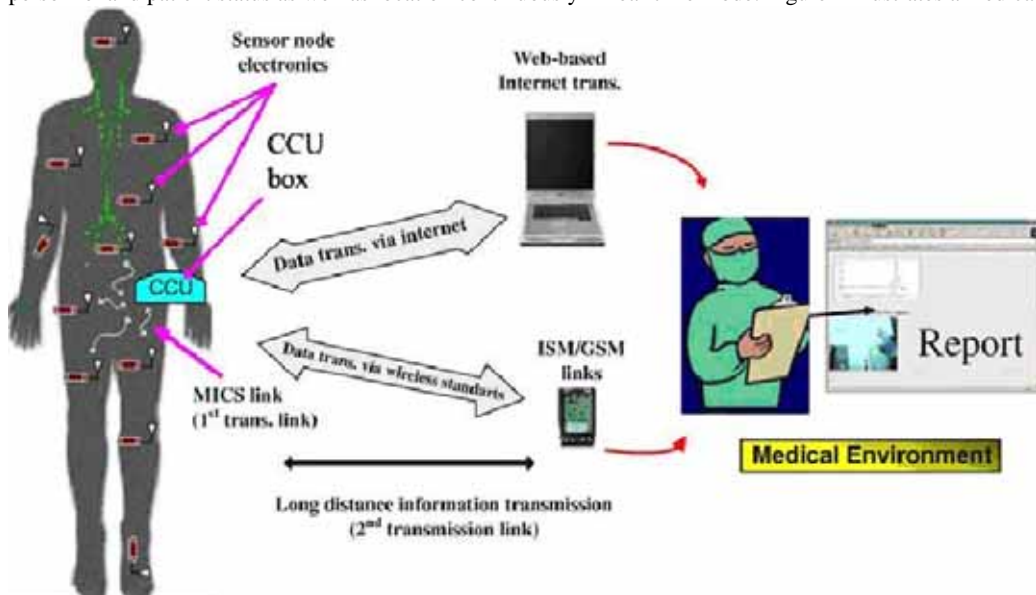 Sensor node
electronics
Web-based
Internet trans.
CCU
box
Data trans. via internet
CCU
Data trans. via wireless standarts
ISM/GSM
links
Report
MICS link
(1st trans. link)
Medical Environment
Long distance information transmission
(2nd transmission link)